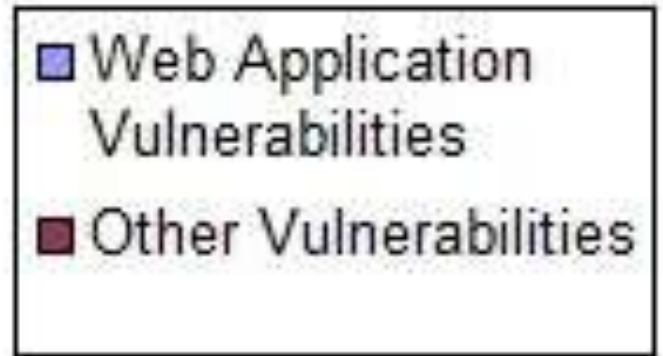 Web Application
Vulnerabilities
Other Vulnerabilities